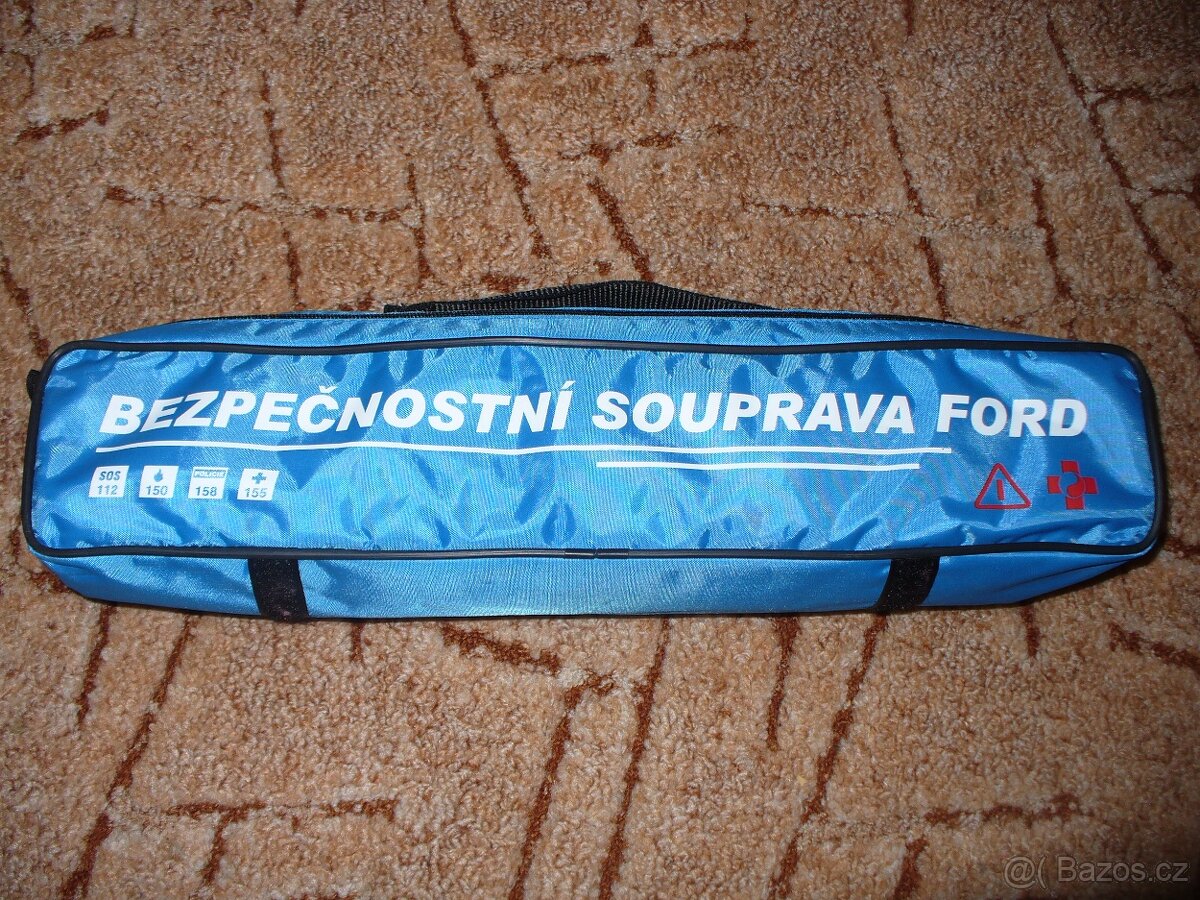 BEZPEČNOSTNÍ SOUPRAVA FORD
SOS 150 POLICIE 155
112 158
@( Bazos.cz